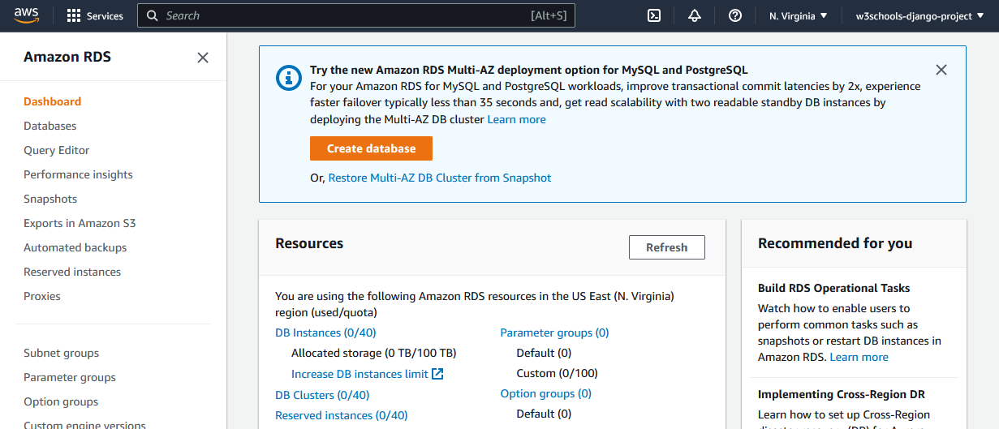 aws
Services
Search
[Alt+S]
N. Virginia
w3schools-django-project
Amazon RDS
Dashboard
Databases
Query Editor
Performance insights
Snapshots
Exports in Amazon S3
Automated backups
Reserved instances
Proxies
Subnet groups
Parameter groups
Option groups
Custom engine versions
Try the new Amazon RDS Multi-AZ deployment option for MySQL and PostgreSQL
For your Amazon RDS for MySQL and PostgreSQL workloads, improve transactional commit latencies by 2x, experience
faster failover typically less than 35 seconds and, get read scalability with two readable standby DB instances by
deploying the Multi-AZ DB cluster Learn more
Create database
Or, Restore Multi-AZ DB Cluster from Snapshot
Resources
Refresh
You are using the following Amazon RDS resources in the US East (N. Virginia)
region (used/quota)
DB Instances (0/40)
Allocated storage (0 TB/100 TB)
Increase DB instances limit
DB Clusters (0/40)
Reserved instances (0/40)
Parameter groups (0)
Default (0)
Custom (0/100)
Option groups (0)
Default (0)
Recommended for you
Build RDS Operational Tasks
Watch how to enable users to
perform common tasks such as
snapshots or restart DB instances in
Amazon RDS. Learn more
Implementing Cross-Region DR
Learn how to set up Cross-Region
disaster recovery (DR) for Aurora